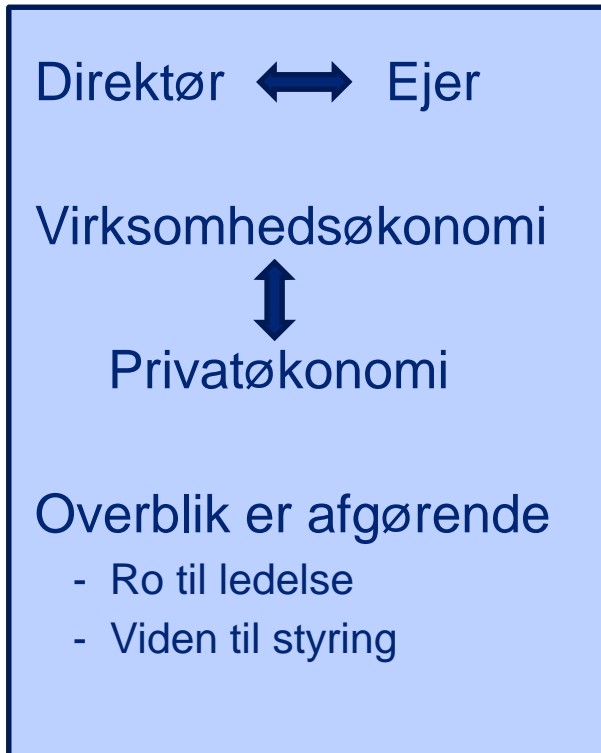 Direktør Ejer
Virksomhedsøkonomi
Privatøkonomi
Overblik er afgørende
- Ro til ledelse
- Viden til styring